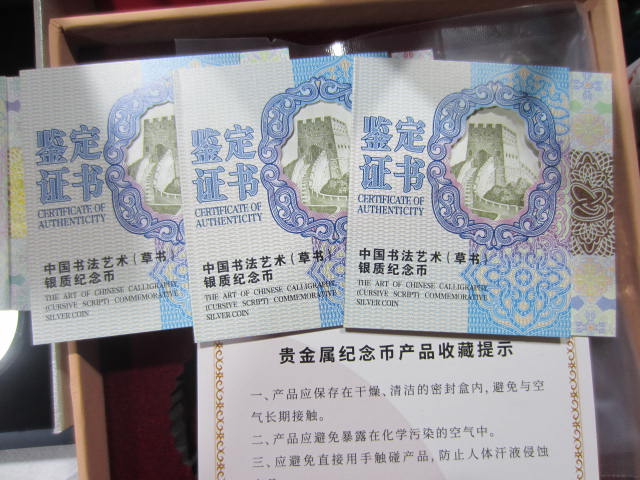 鉴定
证书
CERTIFICATE OF
AUTHENTICITY
中国书法艺术（草书）
银质纪念币
THE ART OF CHINESE CALLIGRAPHY
(CURSIVE SCRIPT) COMMEMORATIVE
SILVER COIN
鉴定
证书
CERTIFICATE OF
AUTHENTICITY
中国书法艺术（草书）
银质纪念币
THE ART OF CHINESE CALLIGRAPHY
(CURSIVE SCRIPT) COMMEMORATIVE
SILVER COIN
鉴定
证书
CERTIFICATE OF
AUTHENTICITY
中国书法艺术（草书）
银质纪念币
THE ART OF CHINESE CALLIGRAPHY
(CURSIVE SCRIPT) COMMEMORATIVE
SILVER COIN
贵金属纪念币产品收藏提示
一、产品应保存在干燥、清洁的密封盒内，避免与空
气长期接触。
二、产品应避免暴露在化学污染的空气中。
三、应避免直接用手触碰产品，防止人体汗液侵蚀